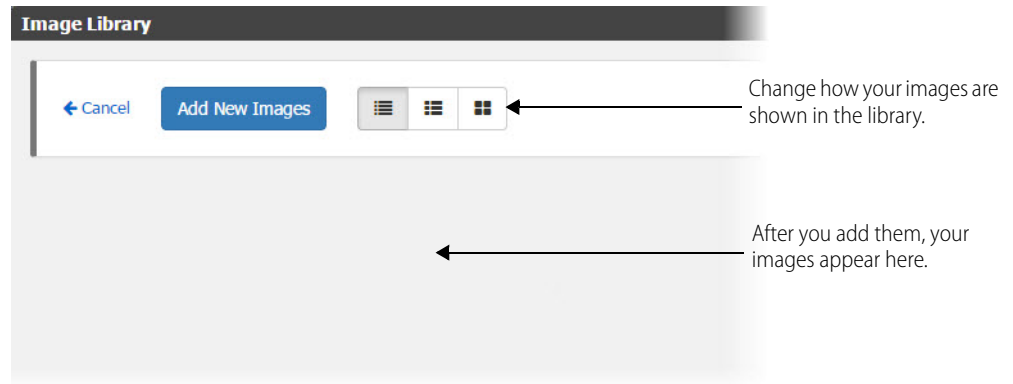 Image Library
Cancel
Add New Images
Change how your images are
shown in the library.
After you add them, your
images appear here.